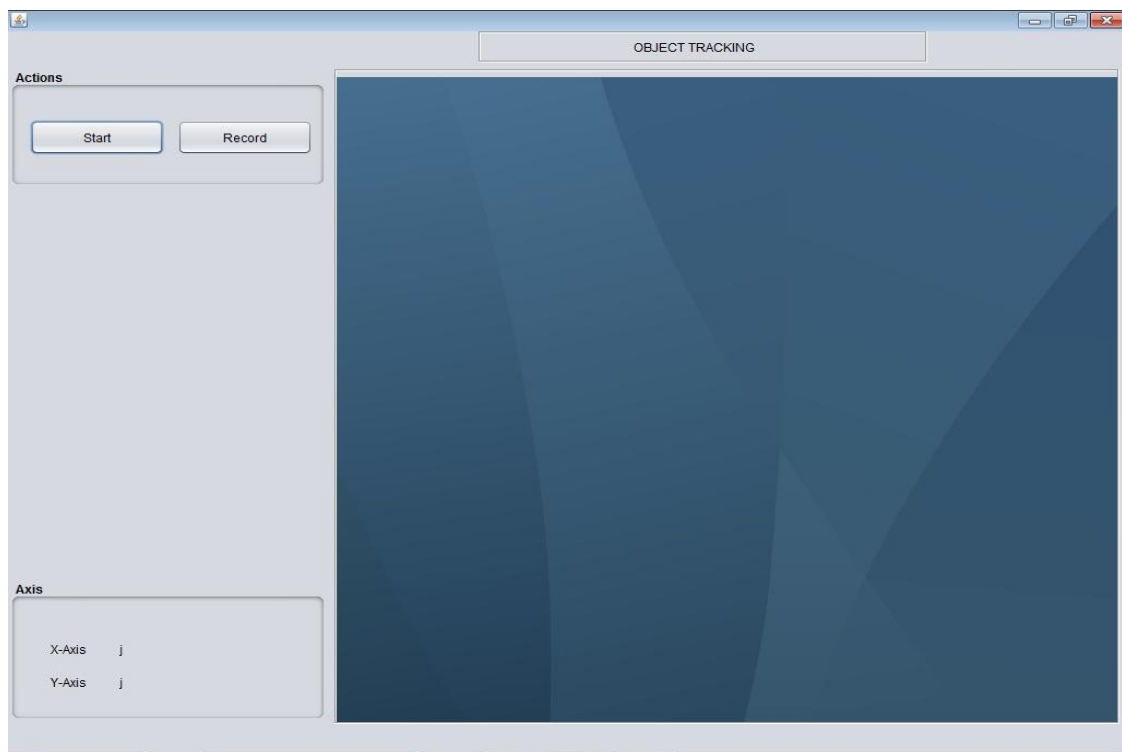 OBJECT TRACKING
Actions
Start Record
Axis
X-Axis j
Y-Axis j